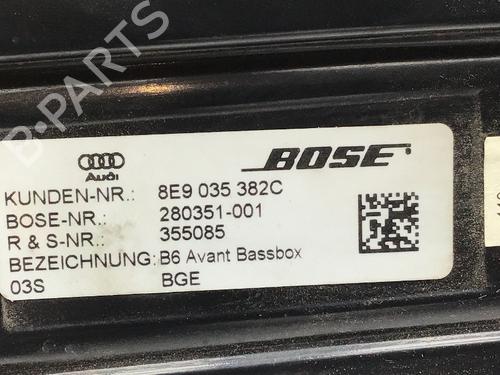 B-PARTS
Audi
BOSE
KUNDEN-NR.: 8E9 035 382C
BOSE-NR.: 280351-001
R & S-NR.: 355085
BEZEICHNUNG: B6 Avant Bassbox
03S BGE